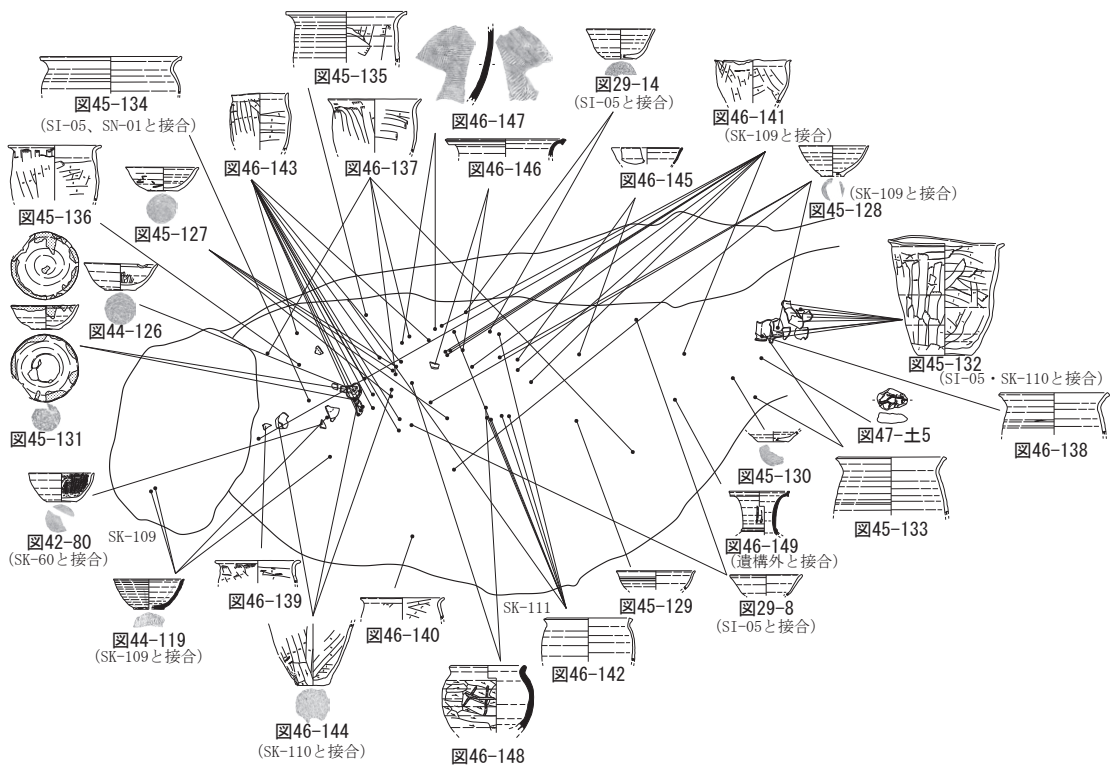 図45-134
(SI-05、SN-01と接合)
図45-135
図46-147
図29-14
(SI-05と接合)
図46-141
(SK-109と接合)
図46-143
図46-137
図46-146
図46-145
図45-128
(SK-109と接合)
図45-136
図45-127
図44-126
図45-131
図45-132
(SI-05・SK-110と接合)
図47-土5
図46-138
図45-130
図45-133
図42-80
(SK-60と接合)
SK-109
図46-149
(遺構外と接合)
図46-139
図44-119
(SK-109と接合)
図46-140
SK-111
図45-129
図29-8
(SI-05と接合)
図46-142
図46-144
(SK-110と接合)
図46-148